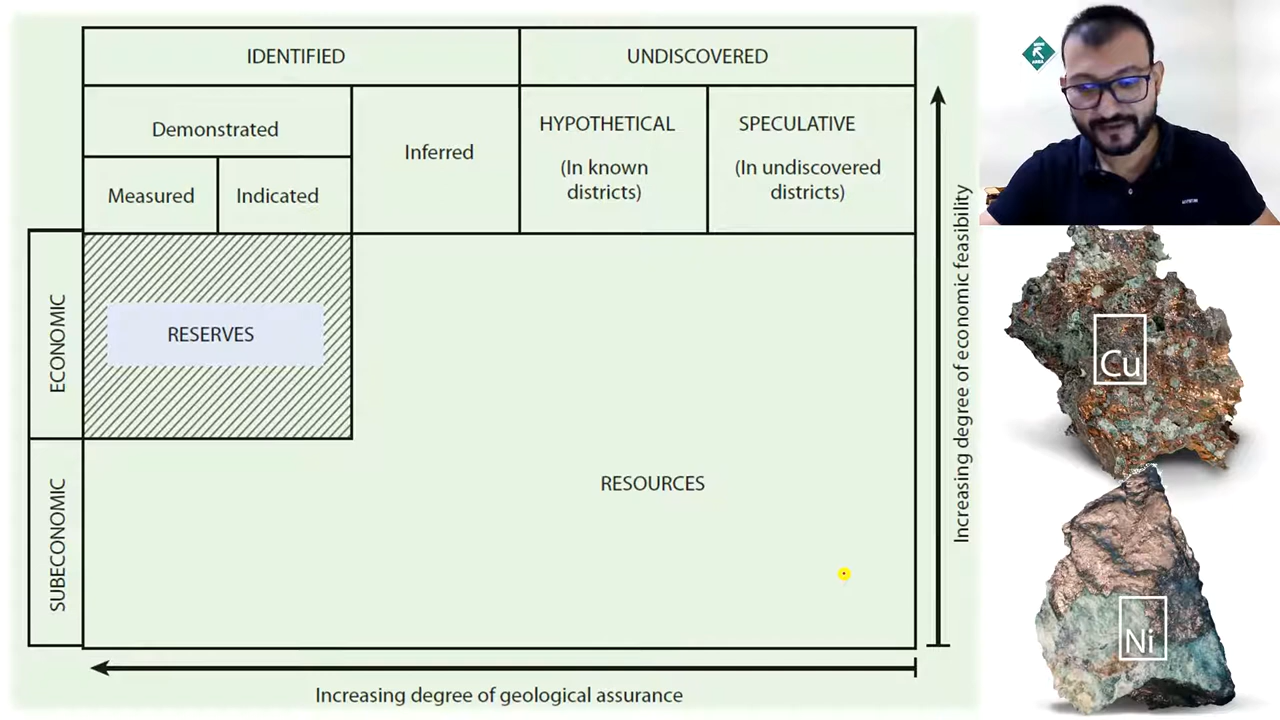 IDENTIFIED
UNDISCOVERED
Demonstrated
Inferred
HYPOTHETICAL
(In known
districts)
SPECULATIVE
(In undiscovered
districts)
Measured
Indicated
ECONOMIC
RESERVES
SUBECONOMIC
RESOURCES
Increasing degree of geological assurance
Increasing degree of economic feasibility
AREA
Cu
Ni